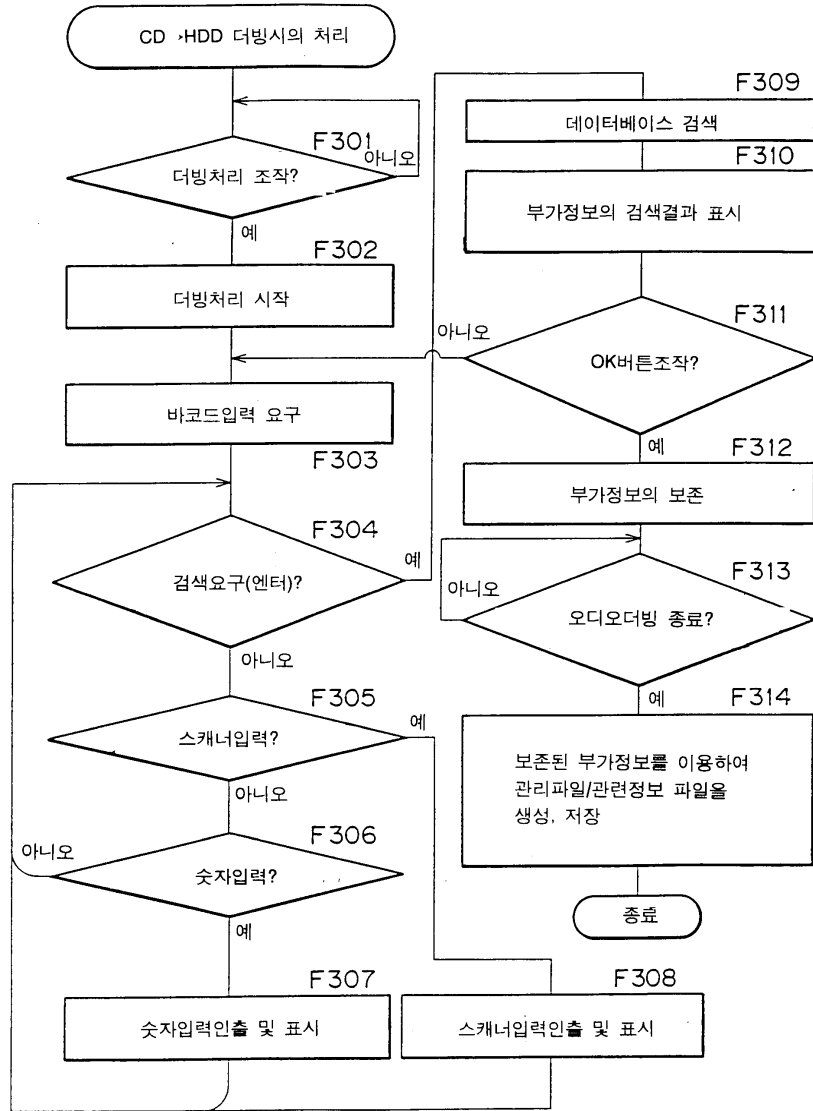 CD →HDD 더빙시의 처리
F301
더빙처리 조작?
아니오
예
F302
더빙처리 시작
바코드입력 요구
F303
F304
검색요구(엔터)?
예
아니오
F305
스캐너입력?
예
아니오
F306
숫자입력?
아니오
예
F307
숫자입력인출 및 표시
F308
스캐너입력인출 및 표시
F309
데이터베이스 검색
F310
부가정보의 검색결과 표시
F311
아니오
OK버튼조작?
예
F312
부가정보의 보존
F313
아니오
오디오더빙 종료?
예
F314
보존된 부가정보를 이용하여
관리파일/관련정보 파일을
생성, 저장
종료